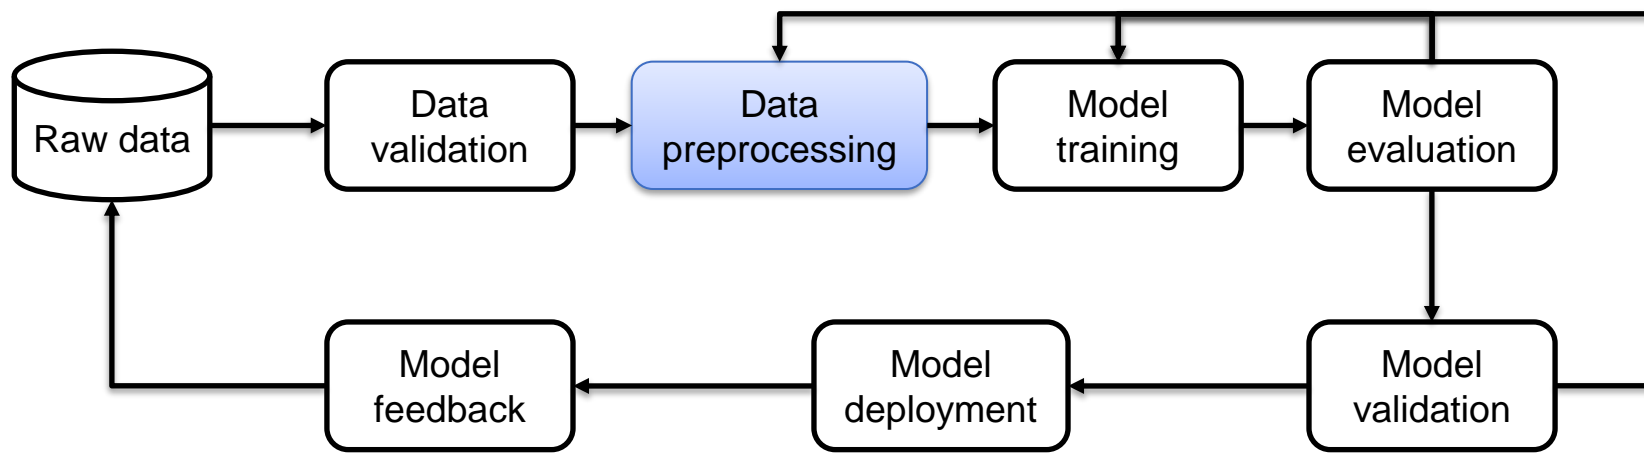 Raw data
Data
validation
Data
preprocessing
Model
training
Model
evaluation
Model
feedback
Model
deployment
Model
validation